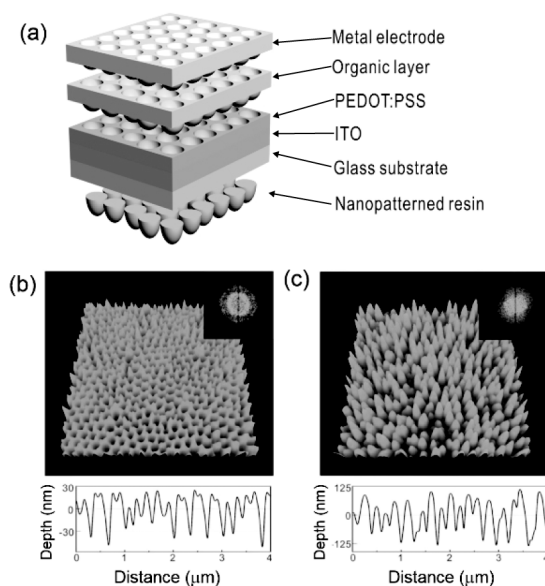 (a)
Metal electrode
Organic layer
PEDOT:PSS
ITO
Glass substrate
Nanopatterned resin
(b)
(c)
30
0
-30
Depth (nm)
0 1 2 3 4
Distance (μm)
125
0
-125
Depth (nm)
0 1 2 3 4
Distance (μm)